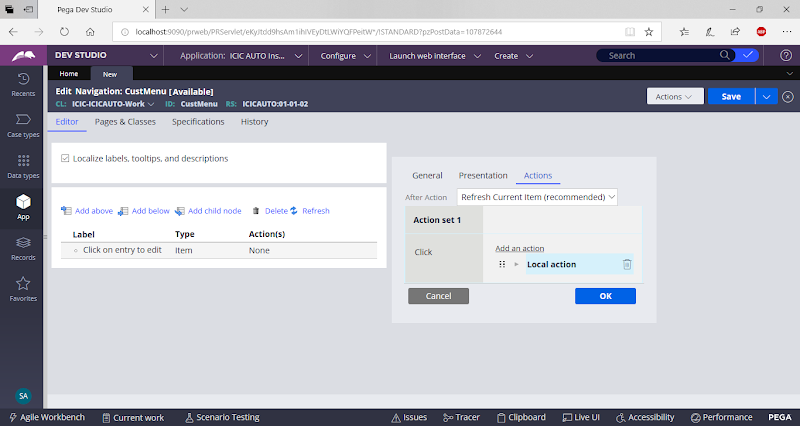 Pega Dev Studio
localhost:9090/prweb/PRServlet/eKyJtdd9hsAm1ihIVEyDtLWiYQFPeitW*/!STANDARD?pzPostData=107872644
ABP
DEV STUDIO
Application: ICIC AUTO Ins...
Configure
Launch web interface
Create
Search
Home
New
Recents
Case types
Data types
App
Records
Favorites
SA
Edit Navigation: CustMenu [Available]
CL: ICIC-ICICAUTO-Work
ID: CustMenu
RS: ICICAUTO:01-01-02
Actions
Save
Editor
Pages & Classes
Specifications
History
Localize labels, tooltips, and descriptions
Add above
Add below
Add child node
Delete
Refresh
Label
Type
Action(s)
Click on entry to edit
Item
None
General
Presentation
Actions
After Action
Refresh Current Item (recommended)
Action set 1
Click
Add an action
Local action
Cancel
OK
Agile Workbench
Current work
Scenario Testing
Issues
Tracer
Clipboard
Live UI
Accessibility
Performance
PEGA